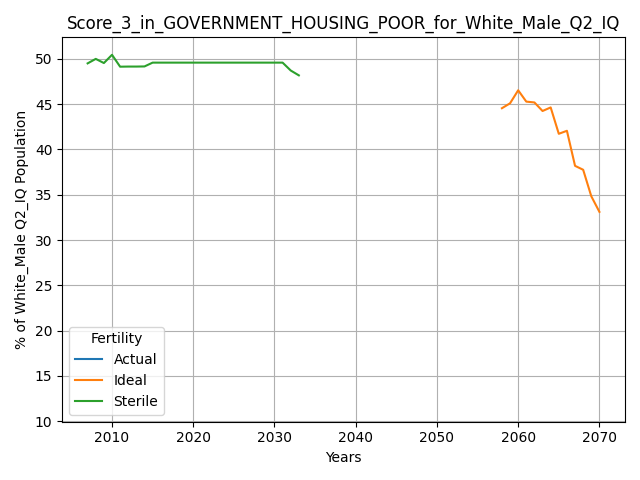 Score_3_in_GOVERNMENT_HOUSING_POOR_for_White_Male_Q2_IQ
% of White_Male Q2_IQ Population
50
45
40
35
30
25
20
15
10
Fertility
Actual
Ideal
Sterile
2010 2020 2030 2040 2050 2060 2070
Years